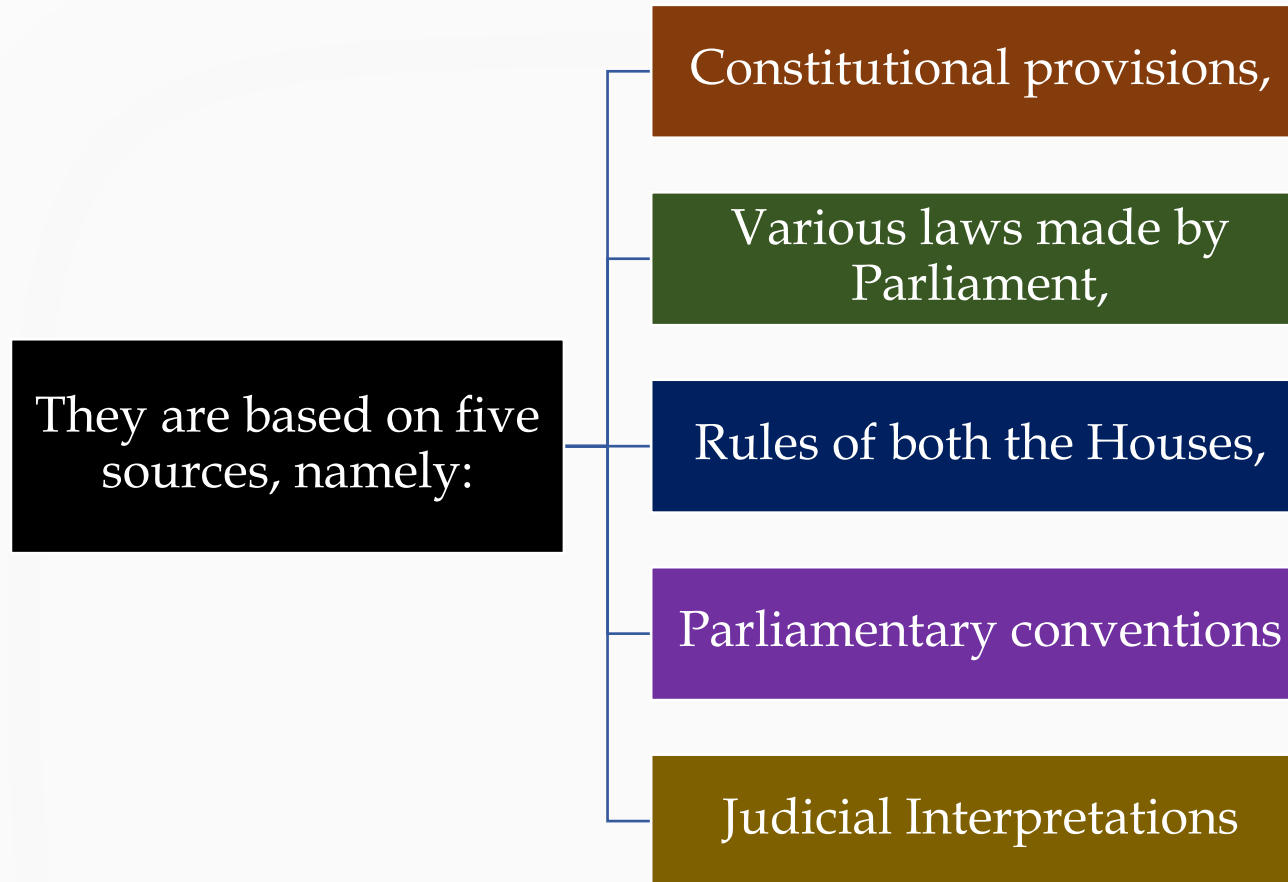 They are based on five
sources, namely:
Constitutional provisions,
Various laws made by
Parliament,
Rules of both the Houses,
Parliamentary conventions
Judicial Interpretations